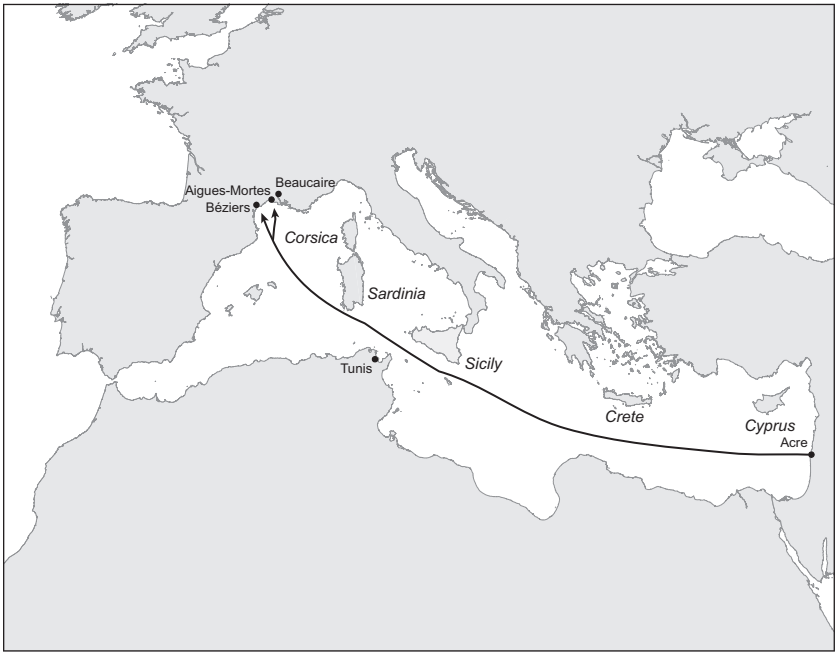 Beaucaire
Aigues-Mortes
Béziers
Corsica
Sardinia
Sicily
Tunis
Crete
Cyprus
Acre